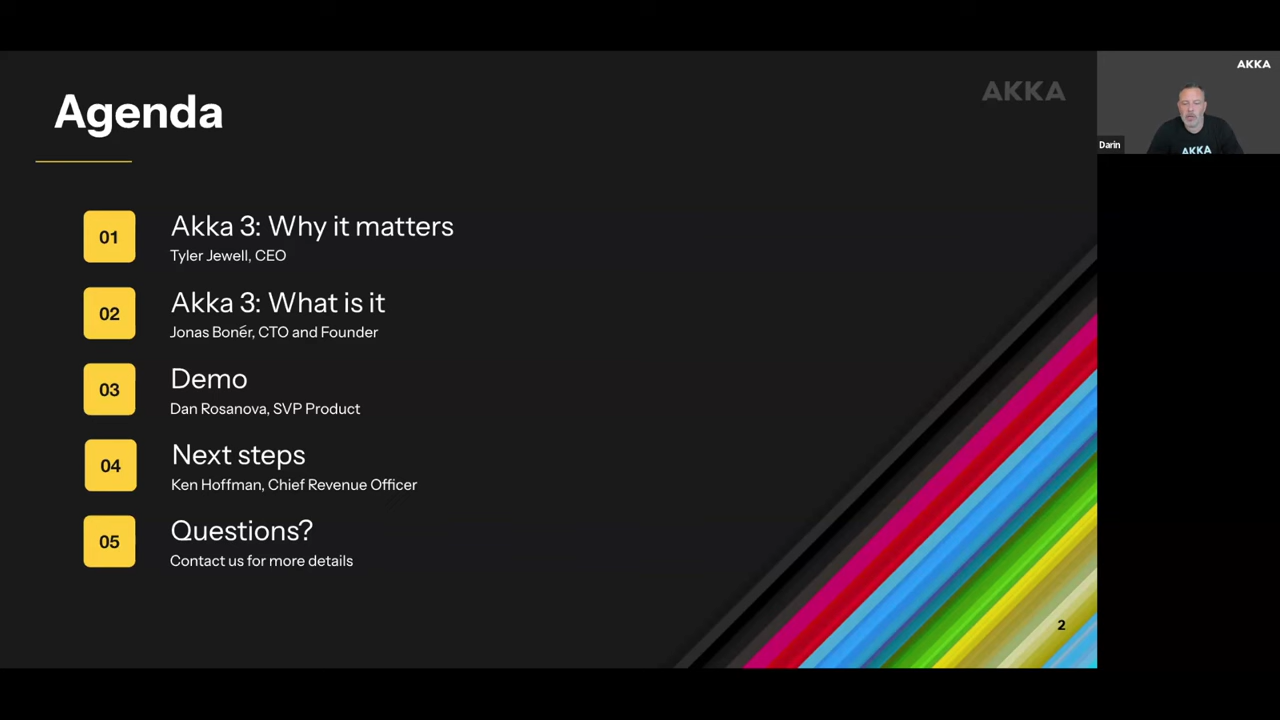 Agenda
AKKA
AKKA
Darin
AKKA
01
Akka 3: Why it matters
Tyler Jewell, CEO
02
Akka 3: What is it
Jonas Bonér, CTO and Founder
03
Demo
Dan Rosanova, SVP Product
04
Next steps
Ken Hoffman, Chief Revenue Officer
05
Questions?
Contact us for more details
2